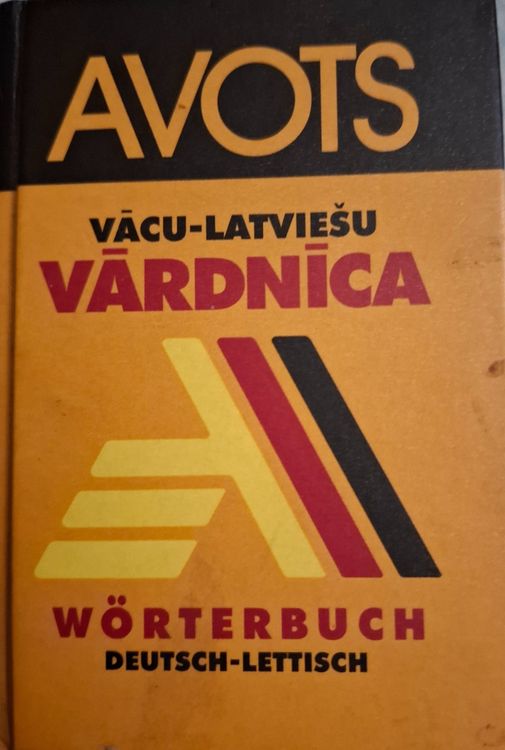 AVOTS
VĀCU-LATVIEŠU
VĀRDNĪCA
WÖRTERBUCH
DEUTSCH-LETTISCH